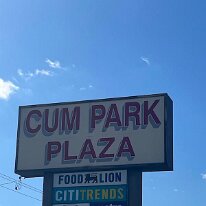 CUM PARK
PLAZA
FOOD LION
CITITRENDS